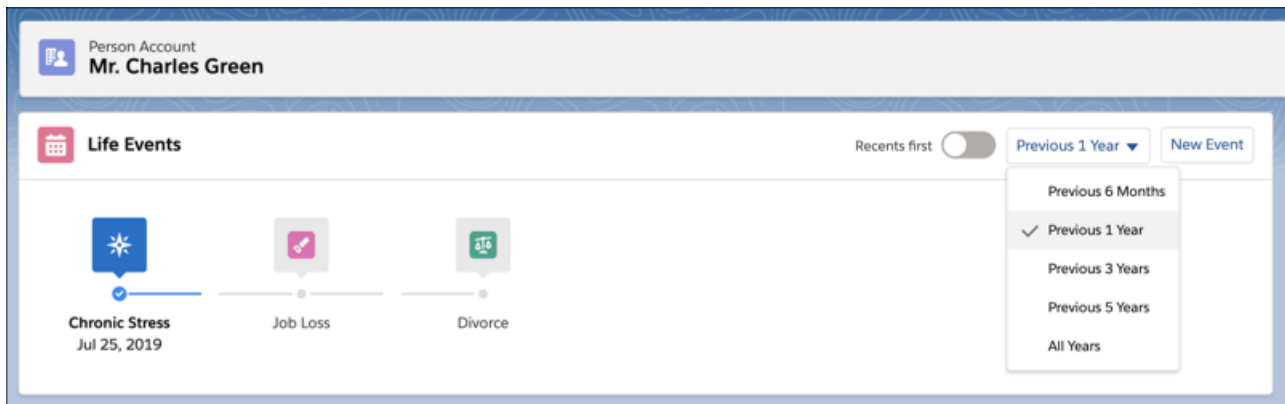 Person Account
Mr. Charles Green
Life Events
Recents first
Previous 1 Year
New Event
Previous 6 Months
Previous 1 Year
Previous 3 Years
Previous 5 Years
All Years
Chronic Stress
Jul 25, 2019
Job Loss
Divorce